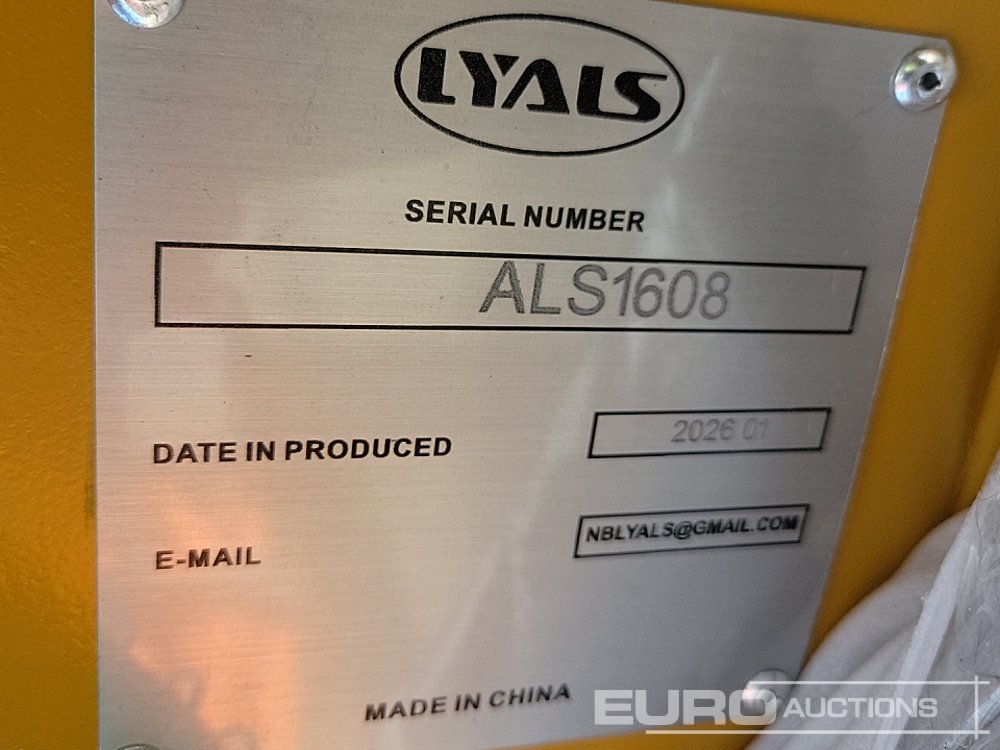 LYALS
SERIAL NUMBER
ALS1608
DATE IN PRODUCED 2026 01
E-MAIL NBLYALS@GMAIL.COM
MADE IN CHINA
EURO AUCTIONS